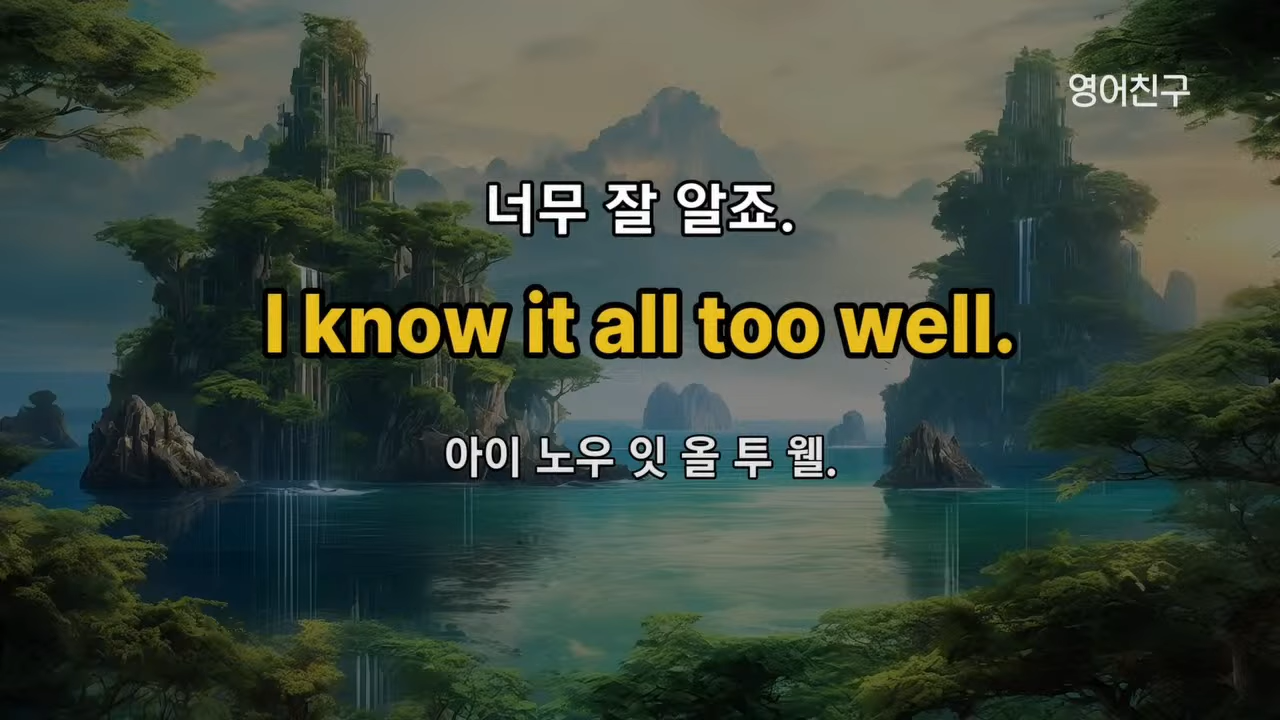 영어친구
너무 잘 알죠.
I know it all too well.
아이 노우 잇 올 투 웰.